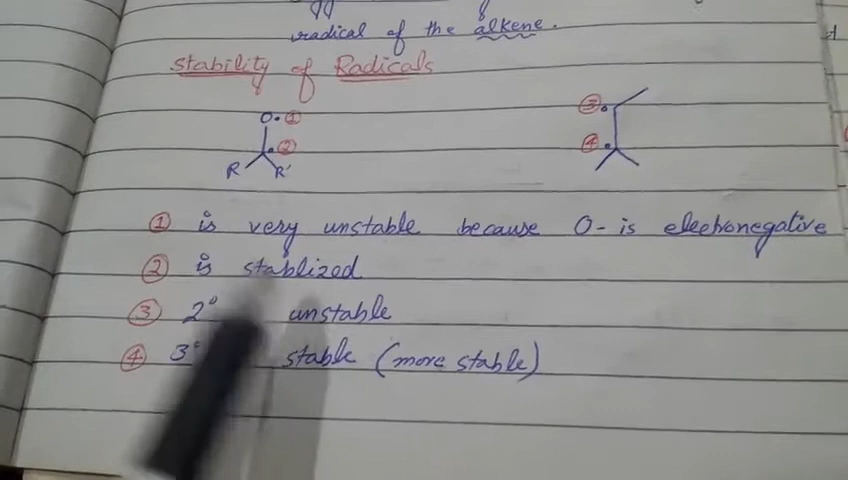 radical of the alkene.
Stability of Radicals
O· ①
·②
R R'
③·
④·
① is very unstable because O- is electronegative
② is stablized
③ 2° unstable
④ 3° stable (more stable)